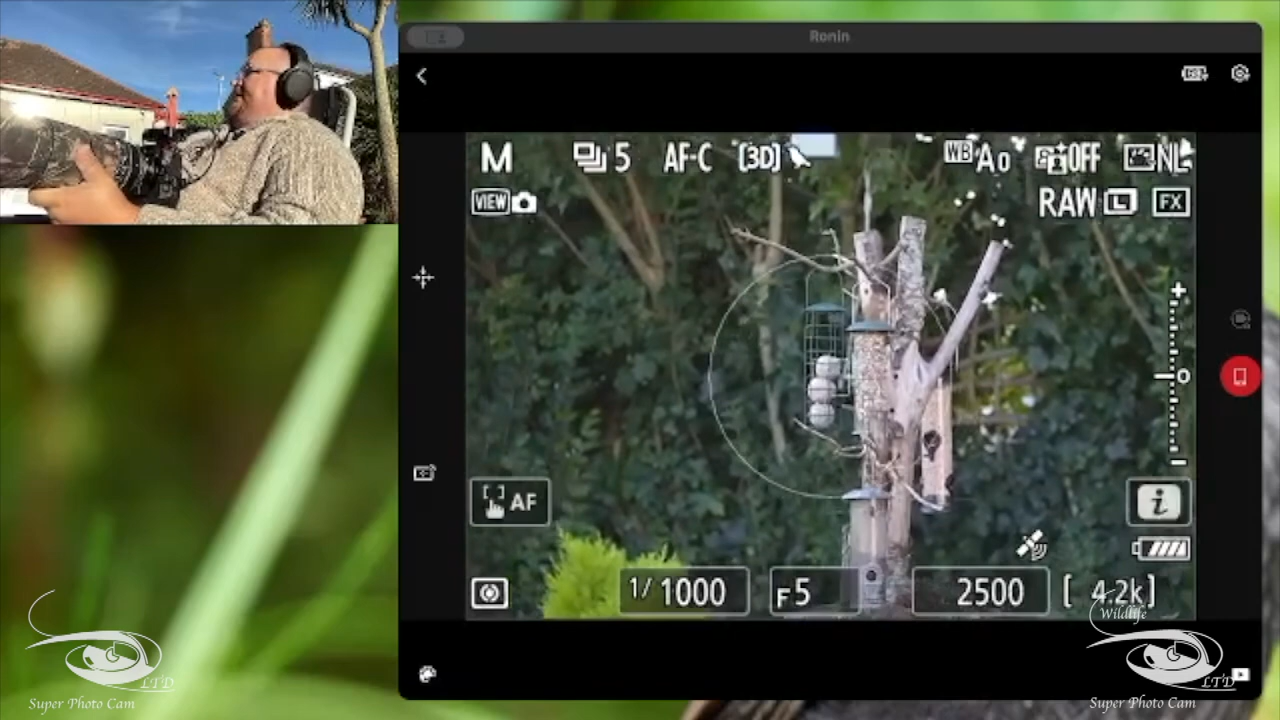 Ronin
M 5 AF-C [3D] WB A0 OFF NL
VIEW RAW L FX
+
0
-
AF
i
1/1000 F5 2500 [4.2k]
Wildlife
LTD
Super Photo Cam
LTD
Super Photo Cam